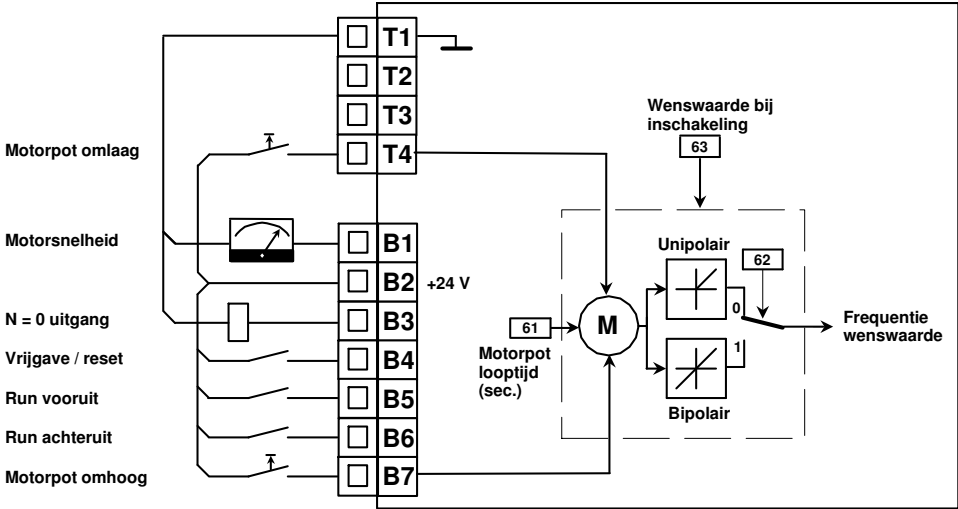 T1
T2
T3
Motorpot omlaag
T4
Wenswaarde bij
inschakeling
63
Motorsnelheid
B1
B2
+24 V
N = 0 uitgang
B3
Vrijgave / reset
B4
Run vooruit
B5
Run achteruit
B6
Motorpot omhoog
B7
61
Motorpot
looptijd
(sec.)
M
Unipolair
62
0
1
Bipolair
Frequentie
wenswaarde